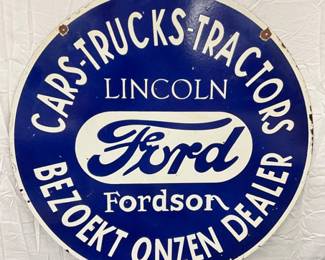 CARS-TRUCKS-TRACTORS
LINCOLN
Ford
Fordson
BEZOEKT ONZEN DEALER